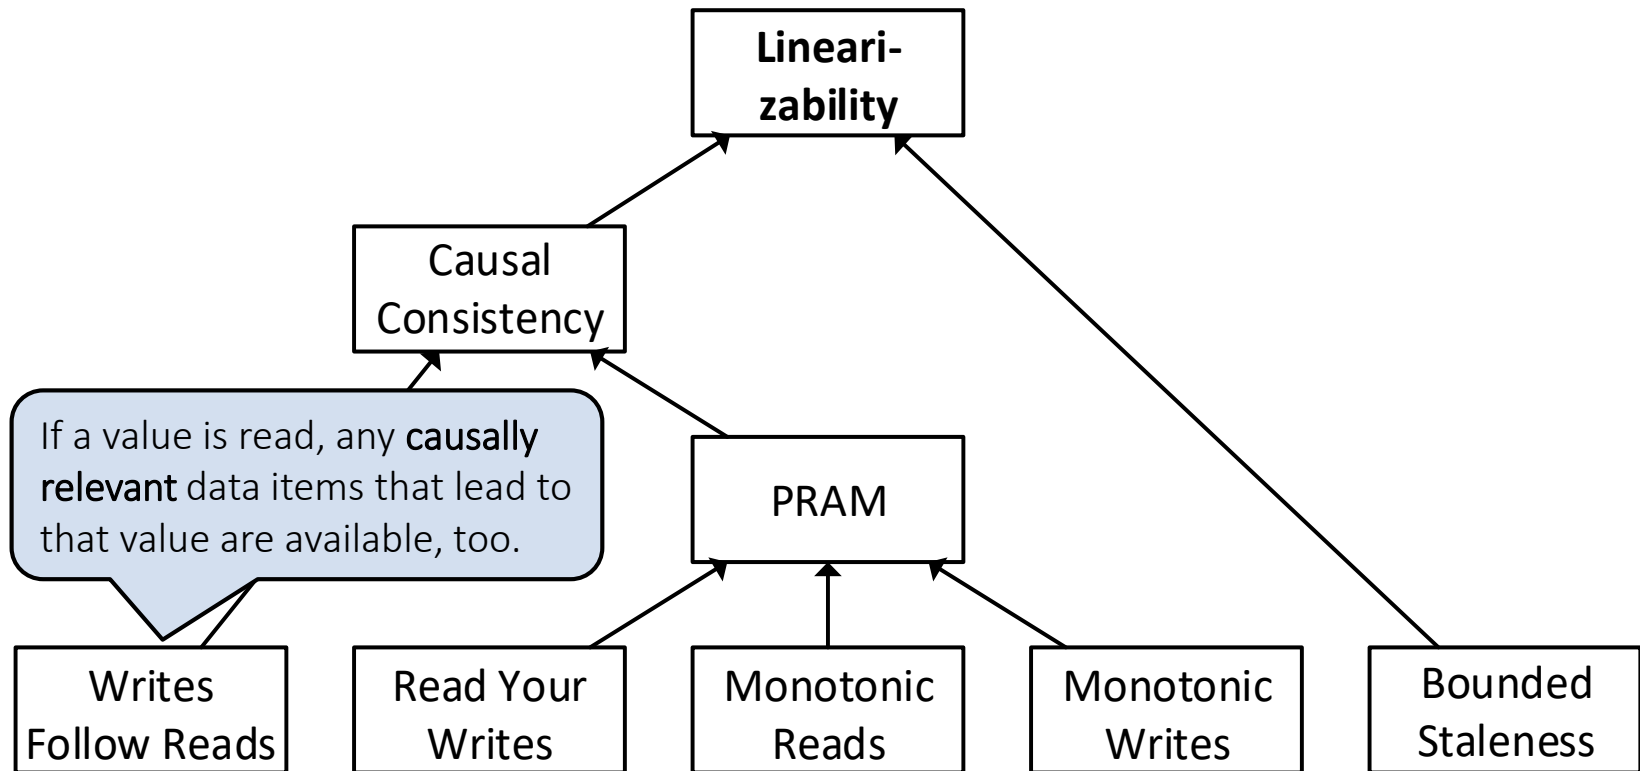 Lineari-
zability
Causal
Consistency
If a value is read, any causally
relevant data items that lead to
that value are available, too.
PRAM
Writes
Follow Reads
Read Your
Writes
Monotonic
Reads
Monotonic
Writes
Bounded
Staleness